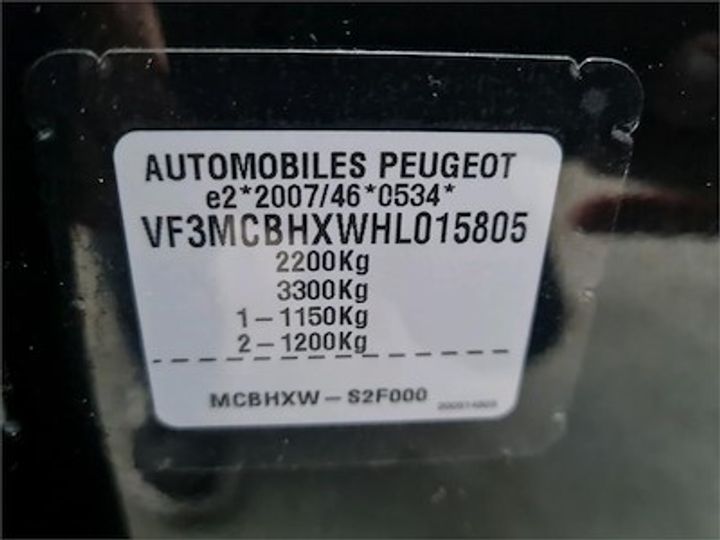 AUTOMOBILES PEUGEOT
e2*2007/46*0534*
VF3MCBHXWHL015805
2200Kg
3300Kg
1-1150Kg
2-1200Kg
MCBHXW-S2F000